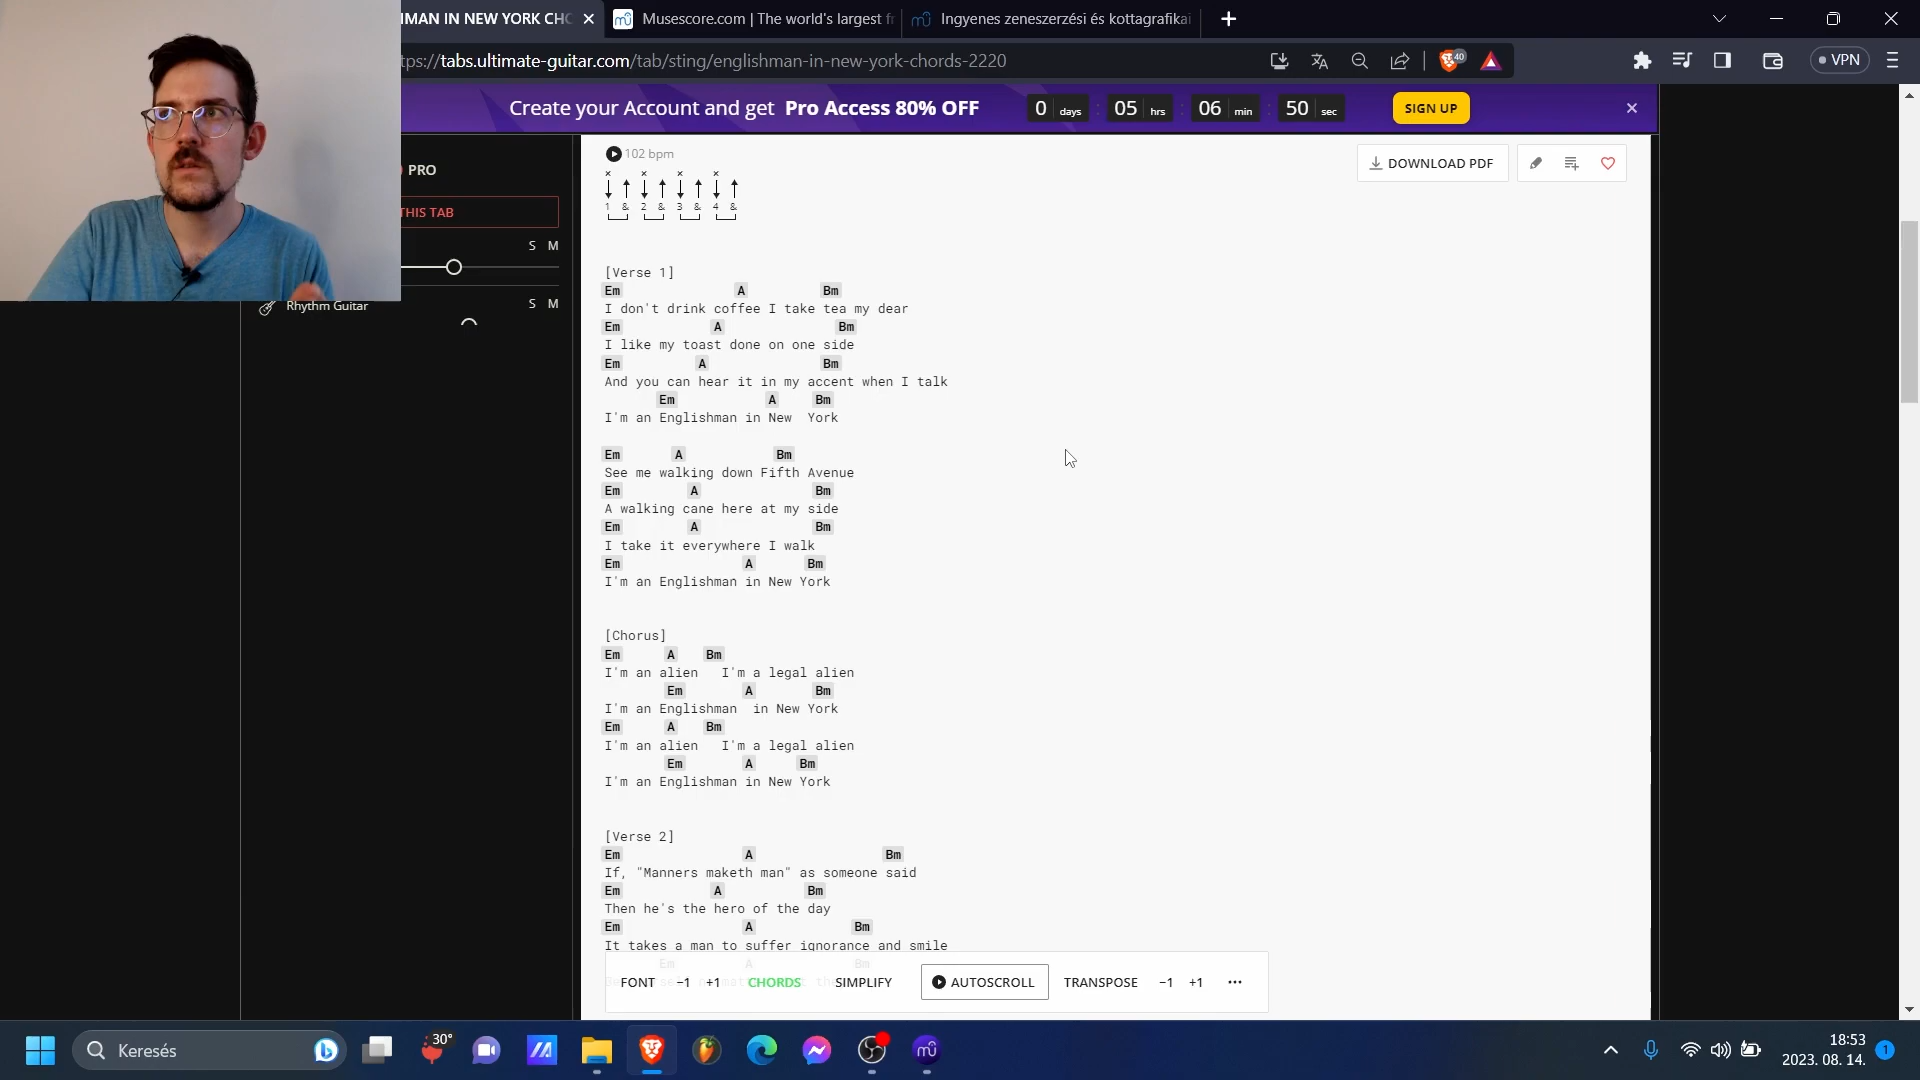 IMAN IN NEW YORK CHO
Musescore.com | The world's largest fr
Ingyenes zeneszerzési és kottagrafikai
tps://tabs.ultimate-guitar.com/tab/sting/englishman-in-new-york-chords-2220
40
VPN
Create your Account and get Pro Access 80% OFF
0 days : 05 hrs : 06 min : 50 sec
SIGN UP
102 bpm
DOWNLOAD PDF
PRO
1 & 2 & 3 & 4 &
THIS TAB
S M
Rhythm Guitar
S M
[Verse 1]
Em A Bm
I don't drink coffee I take tea my dear
Em A Bm
I like my toast done on one side
Em A Bm
And you can hear it in my accent when I talk
Em A Bm
I'm an Englishman in New York
Em A Bm
See me walking down Fifth Avenue
Em A Bm
A walking cane here at my side
Em A Bm
I take it everywhere I walk
Em A Bm
I'm an Englishman in New York
[Chorus]
Em A Bm
I'm an alien I'm a legal alien
Em A Bm
I'm an Englishman in New York
Em A Bm
I'm an alien I'm a legal alien
Em A Bm
I'm an Englishman in New York
[Verse 2]
Em A Bm
If, "Manners maketh man" as someone said
Em A Bm
Then he's the hero of the day
Em A Bm
It takes a man to suffer ignorance and smile
Em A Bm
FONT −1 +1 CHORDS SIMPLIFY AUTOSCROLL TRANSPOSE −1 +1
Keresés
30°
18:53
2023. 08. 14.
1